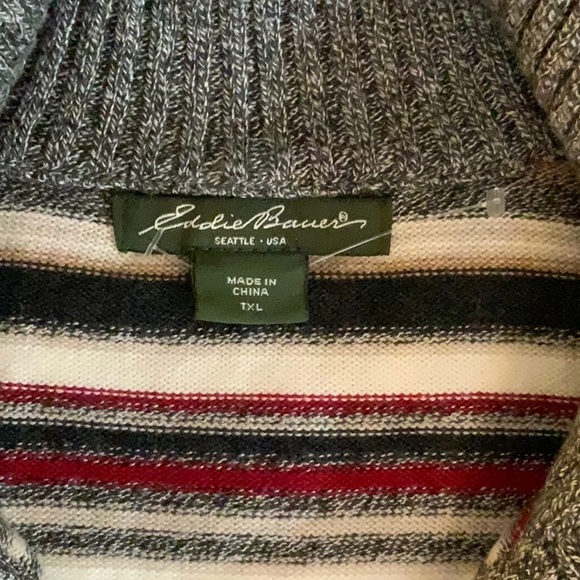 Eddie Bauer®
SEATTLE · USA
MADE IN
CHINA
TXL